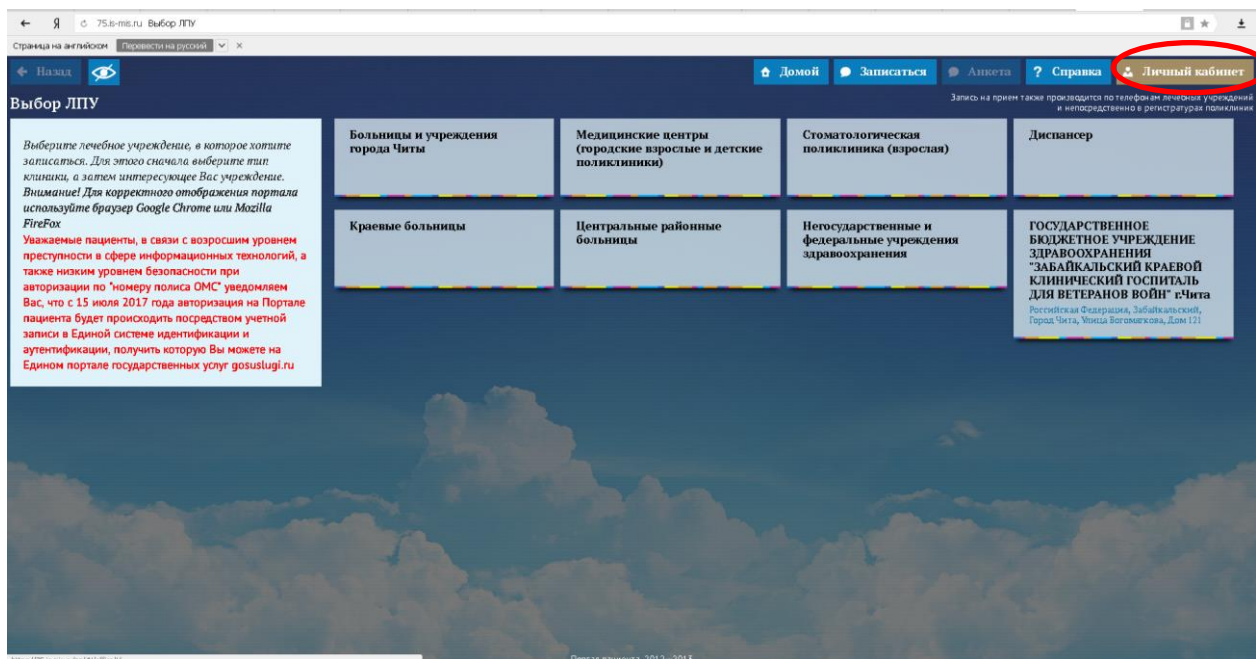 Я
75.is-mis.ru Выбор ЛПУ
Страница на английском Перевести на русский
Назад
Домой
Записаться
Анкета
? Справка
Личный кабинет
Выбор ЛПУ
Запись на прием также производится по телефонам лечебных учреждений
и непосредственно в регистратурах поликлиник
Выберите лечебное учреждение, в которое хотите
записаться. Для этого сначала выберите тип
клиники, а затем интересующее Вас учреждение.
Внимание! Для корректного отображения портала
используйте браузер Google Chrome или Mozilla
FireFox
Уважаемые пациенты, в связи с возросшим уровнем
преступности в сфере информационных технологий, а
также низким уровнем безопасности при
авторизации по "номеру полиса ОМС" уведомляем
Вас, что с 15 июля 2017 года авторизация на Портале
пациента будет происходить посредством учетной
записи в Единой системе идентификации и
аутентификации, получить которую Вы можете на
Едином портале государственных услуг gosuslugi.ru
Больницы и учреждения
города Читы
Медицинские центры
(городские взрослые и детские
поликлиники)
Стоматологическая
поликлиника (взрослая)
Диспансер
Краевые больницы
Центральные районные
больницы
Негосударственные и
федеральные учреждения
здравоохранения
ГОСУДАРСТВЕННОЕ
БЮДЖЕТНОЕ УЧРЕЖДЕНИЕ
ЗДРАВООХРАНЕНИЯ
"ЗАБАЙКАЛЬСКИЙ КРАЕВОЙ
КЛИНИЧЕСКИЙ ГОСПИТАЛЬ
ДЛЯ ВЕТЕРАНОВ ВОЙН" г.Чита
Российская Федерация, Забайкальский,
Город Чита, Улица Богомягкова, Дом 121